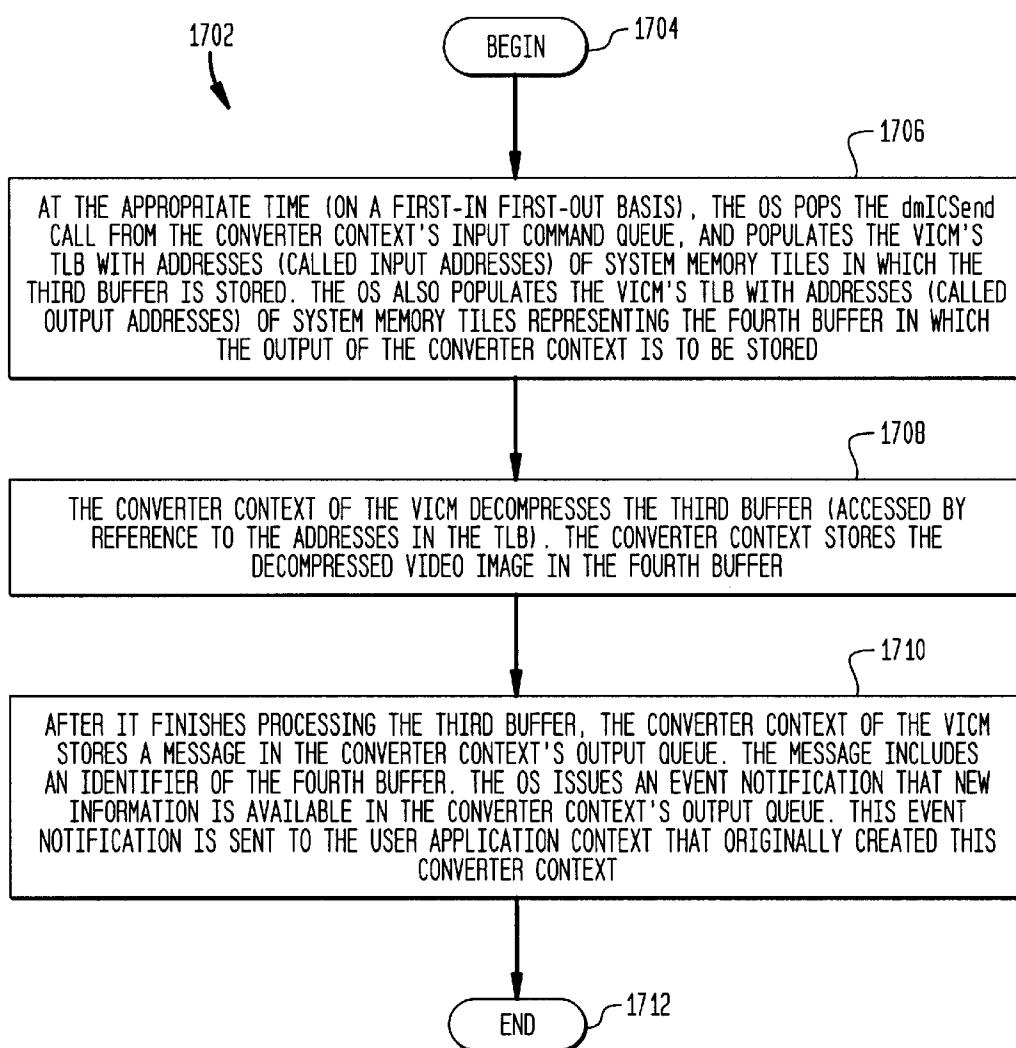 1702
BEGIN
1704
1706
AT THE APPROPRIATE TIME (ON A FIRST-IN FIRST-OUT BASIS), THE OS POPS THE dmICSend
CALL FROM THE CONVERTER CONTEXT'S INPUT COMMAND QUEUE, AND POPULATES THE VICM'S
TLB WITH ADDRESSES (CALLED INPUT ADDRESSES) OF SYSTEM MEMORY TILES IN WHICH THE
THIRD BUFFER IS STORED. THE OS ALSO POPULATES THE VICM'S TLB WITH ADDRESSES (CALLED
OUTPUT ADDRESSES) OF SYSTEM MEMORY TILES REPRESENTING THE FOURTH BUFFER IN WHICH
THE OUTPUT OF THE CONVERTER CONTEXT IS TO BE STORED
1708
THE CONVERTER CONTEXT OF THE VICM DECOMPRESSES THE THIRD BUFFER (ACCESSED BY
REFERENCE TO THE ADDRESSES IN THE TLB). THE CONVERTER CONTEXT STORES THE
DECOMPRESSED VIDEO IMAGE IN THE FOURTH BUFFER
1710
AFTER IT FINISHES PROCESSING THE THIRD BUFFER, THE CONVERTER CONTEXT OF THE VICM
STORES A MESSAGE IN THE CONVERTER CONTEXT'S OUTPUT QUEUE. THE MESSAGE INCLUDES
AN IDENTIFIER OF THE FOURTH BUFFER. THE OS ISSUES AN EVENT NOTIFICATION THAT NEW
INFORMATION IS AVAILABLE IN THE CONVERTER CONTEXT'S OUTPUT QUEUE. THIS EVENT
NOTIFICATION IS SENT TO THE USER APPLICATION CONTEXT THAT ORIGINALLY CREATED THIS
CONVERTER CONTEXT
END
1712